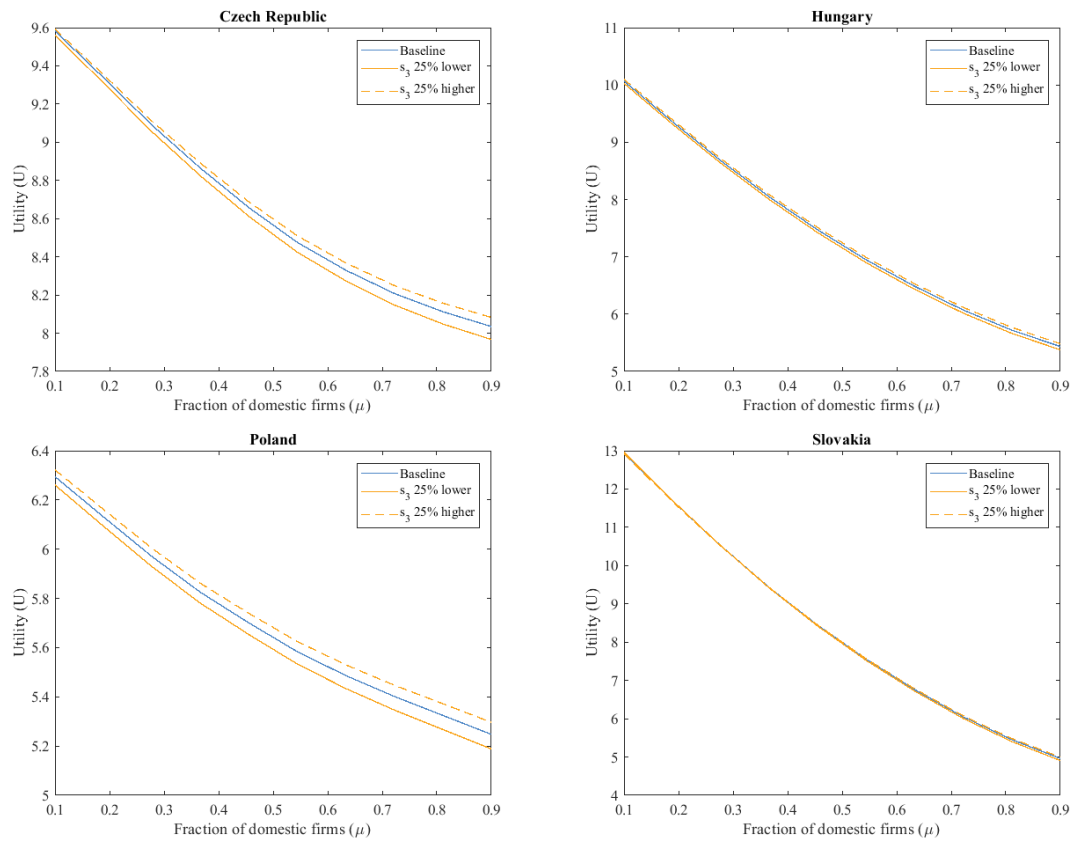 Czech Republic
9.6
9.4
9.2
9
8.8
8.6
8.4
8.2
8
7.8
Utility (U)
Baseline
s3 25% lower
s3 25% higher
0.1 0.2 0.3 0.4 0.5 0.6 0.7 0.8 0.9
Fraction of domestic firms (μ)
Hungary
11
10
9
8
7
6
5
Utility (U)
Baseline
s3 25% lower
s3 25% higher
0.1 0.2 0.3 0.4 0.5 0.6 0.7 0.8 0.9
Fraction of domestic firms (μ)
Poland
6.4
6.2
6
5.8
5.6
5.4
5.2
5
Utility (U)
Baseline
s3 25% lower
s3 25% higher
0.1 0.2 0.3 0.4 0.5 0.6 0.7 0.8 0.9
Fraction of domestic firms (μ)
Slovakia
13
12
11
10
9
8
7
6
5
4
Utility (U)
Baseline
s3 25% lower
s3 25% higher
0.1 0.2 0.3 0.4 0.5 0.6 0.7 0.8 0.9
Fraction of domestic firms (μ)